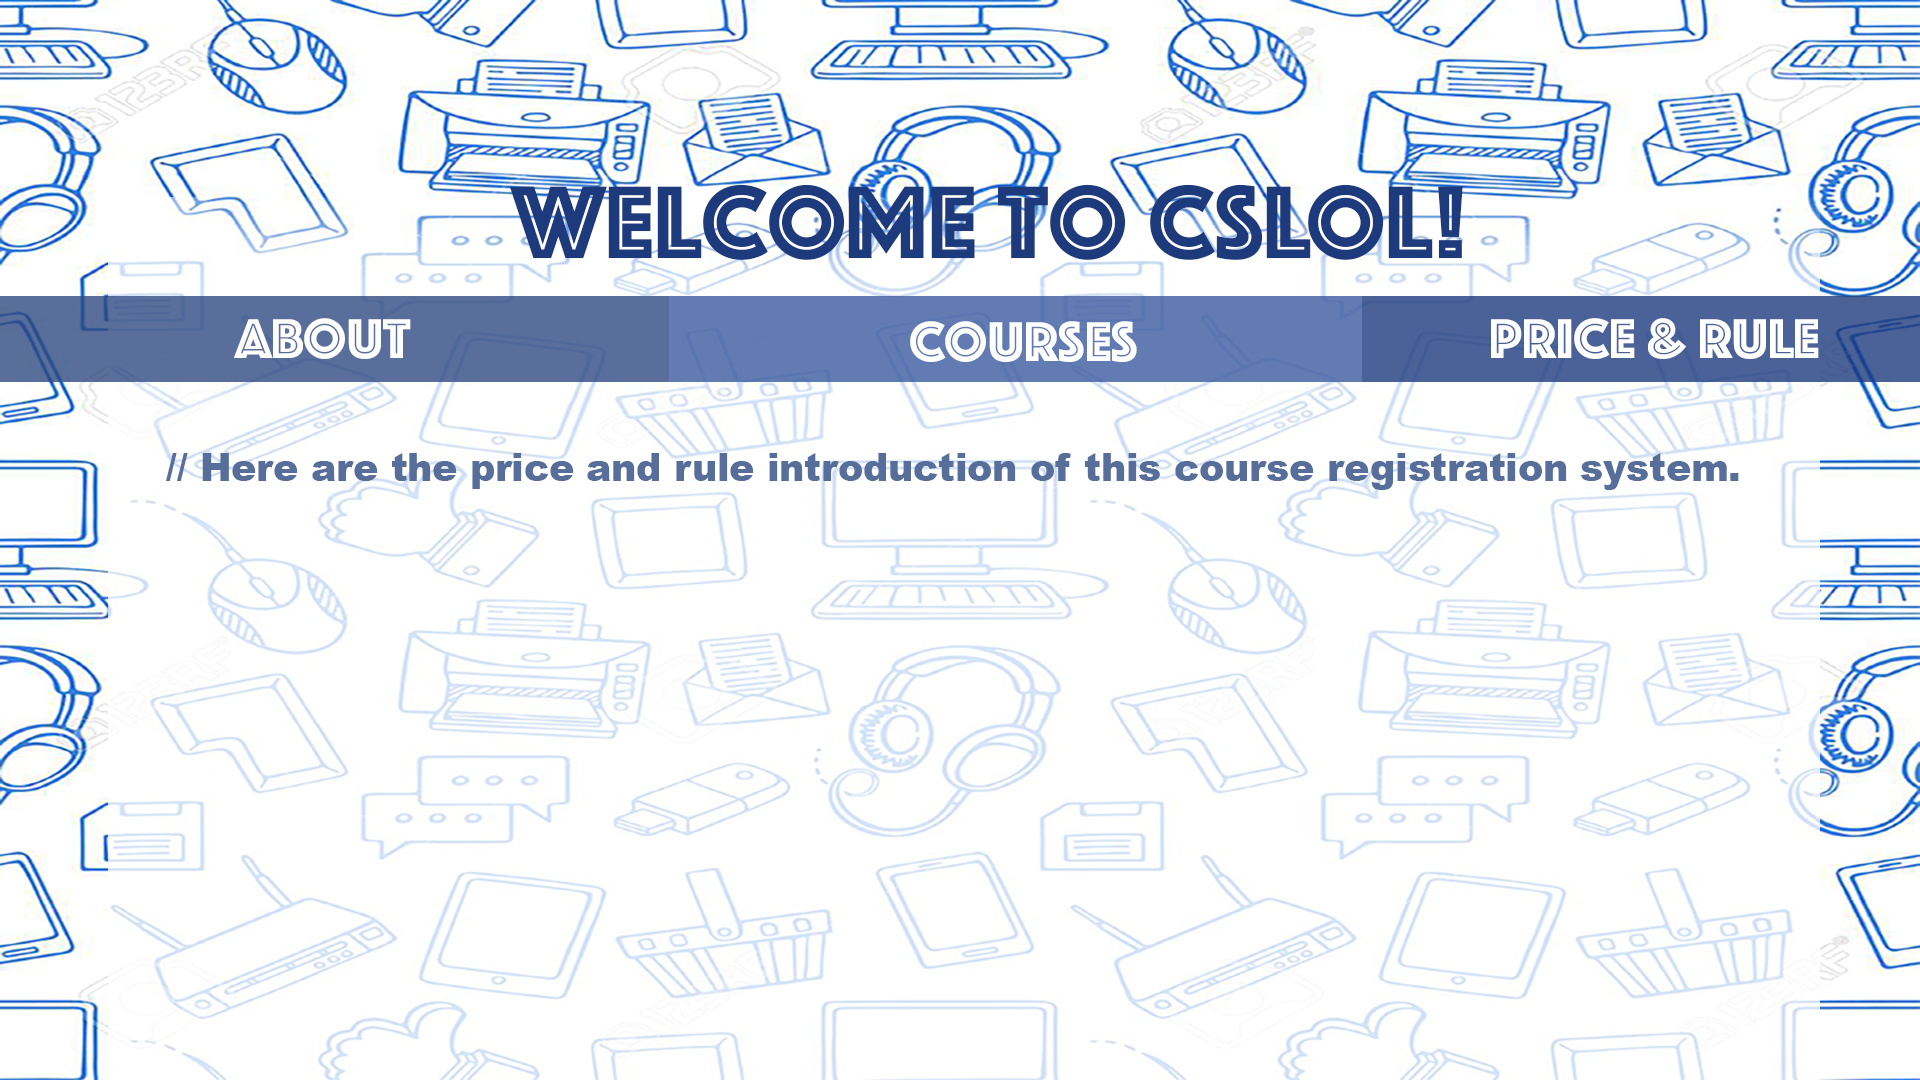 WELCOME TO CSLOL!
ABOUT
COURSES
PRICE & RULE
// Here are the price and rule introduction of this course registration system.
123RF